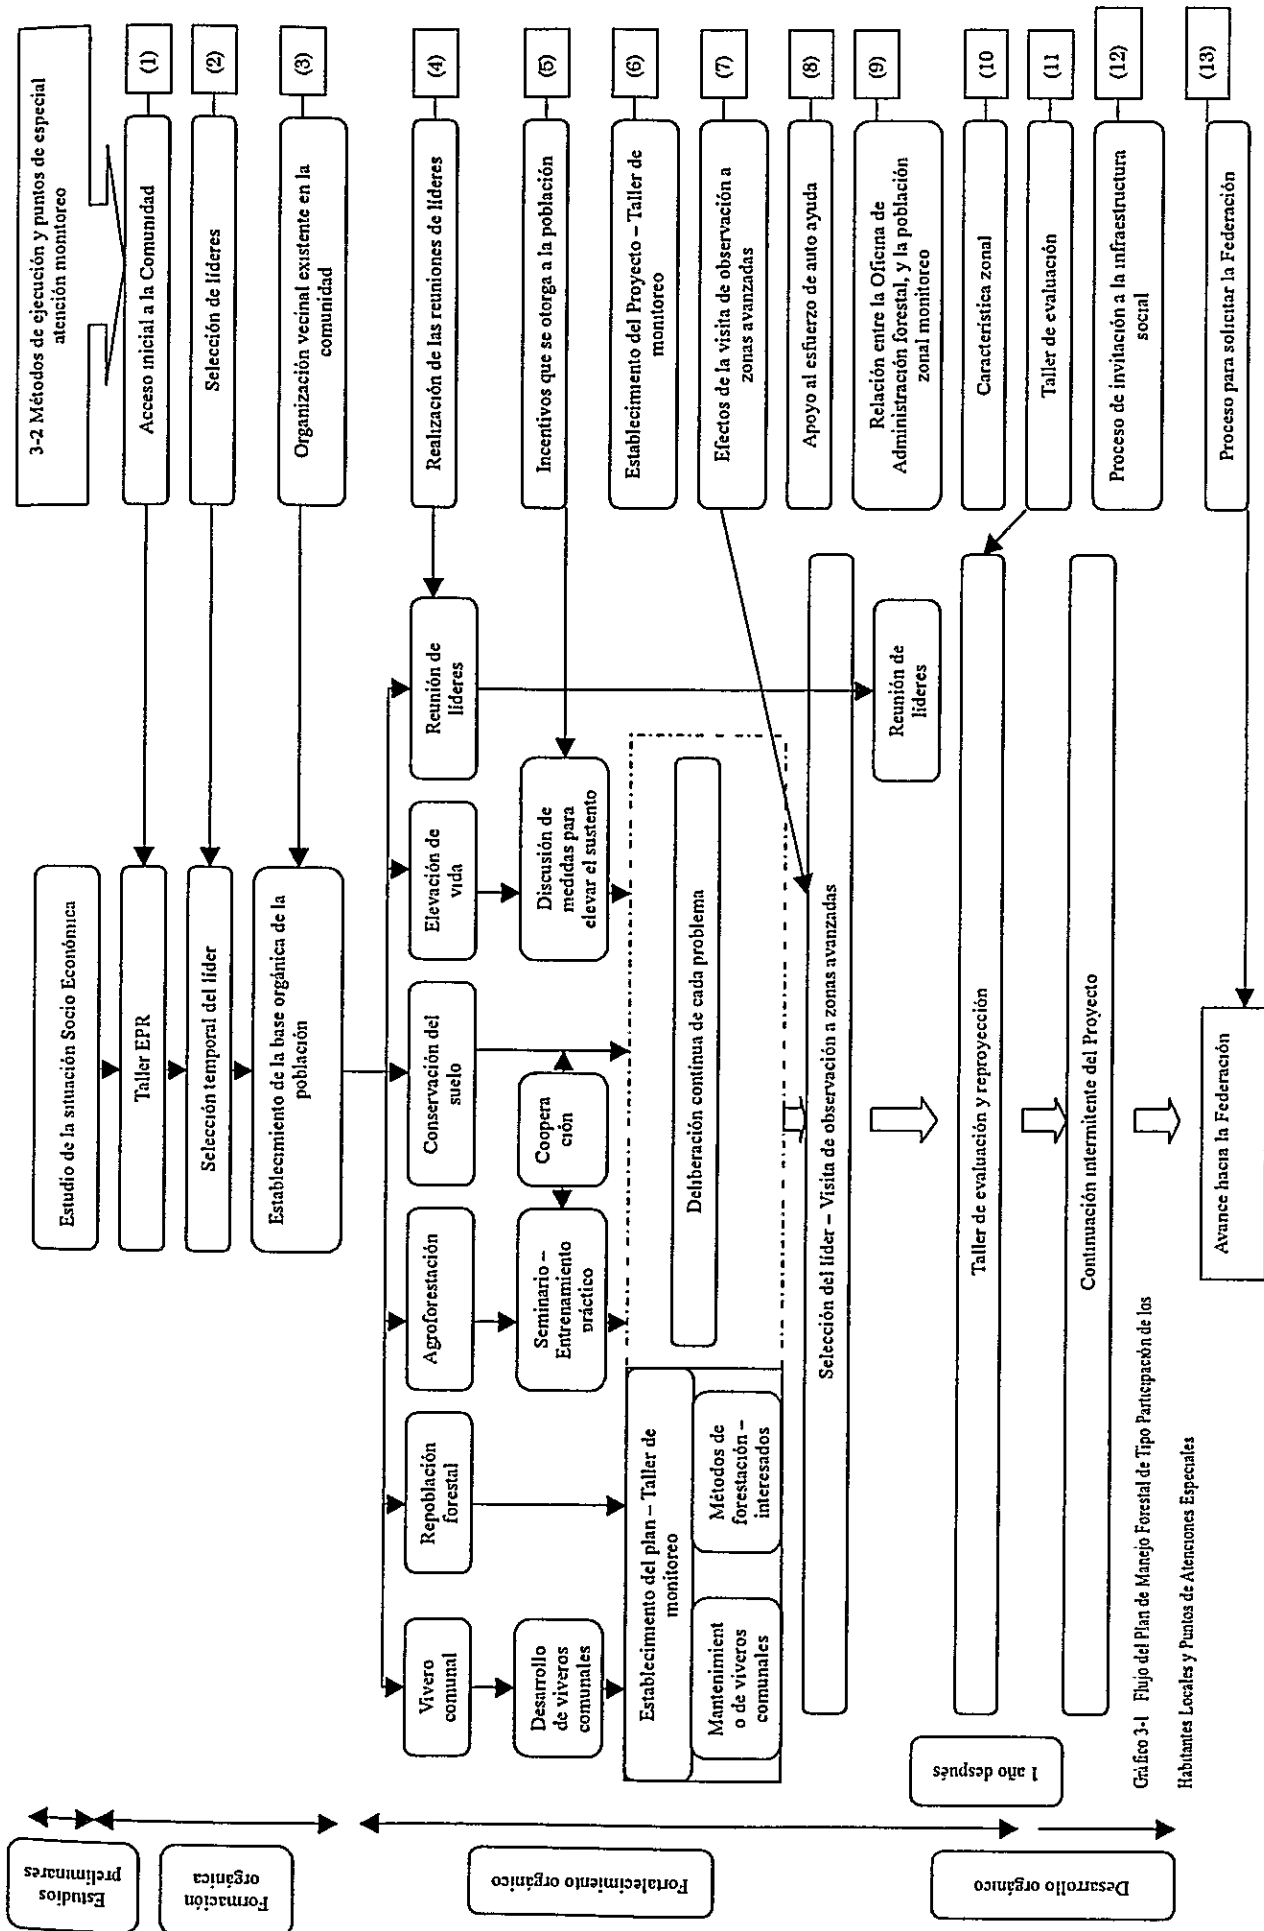 3-2 Métodos de ejecución y puntos de especial
atención monitoreo
Acceso inicial a la Comunidad
(1)
Selección de líderes
(2)
Organización vecinal existente en la
comunidad
(3)
Realización de las reuniones de líderes
(4)
Incentivos que se otorga a la población
(5)
Establecimiento del Proyecto – Taller de
monitoreo
(6)
Efectos de la visita de observación a
zonas avanzadas
(7)
Apoyo al esfuerzo de auto ayuda
(8)
Relación entre la Oficina de
Administración forestal, y la población
zonal monitoreo
(9)
Característica zonal
(10
Taller de evaluación
(11
Proceso de invitación a la infraestructura
social
(12)
Proceso para solicitar la Federación
(13)
Estudio de la situación Socio Económica
Taller EPR
Selección temporal del líder
Establecimiento de la base orgánica de la
población
Vivero
comunal
Repoblación
forestal
Agroforestación
Conservación del
suelo
Elevación de
vida
Reunión de
líderes
Desarrollo
de viveros
comunales
Seminario –
Entrenamiento
práctico
Coopera
ción
Discusión de
medidas para
elevar el sustento
Establecimiento del plan – Taller de
monitoreo
Mantenimient
o de viveros
comunales
Métodos de
forestación –
interesados
Deliberación continua de cada problema
Selección del líder – Visita de observación a zonas avanzadas
Reunión de
líderes
Taller de evaluación y reproyección
Continuación intermitente del Proyecto
Avance hacia la Federación
Estudios
preliminares
Formación
orgánica
Fortalecimiento orgánico
1 año después
Desarrollo orgánico
Gráfico 3-1 Flujo del Plan de Manejo Forestal de Tipo Participación de los
Habitantes Locales y Puntos de Atenciones Especiales